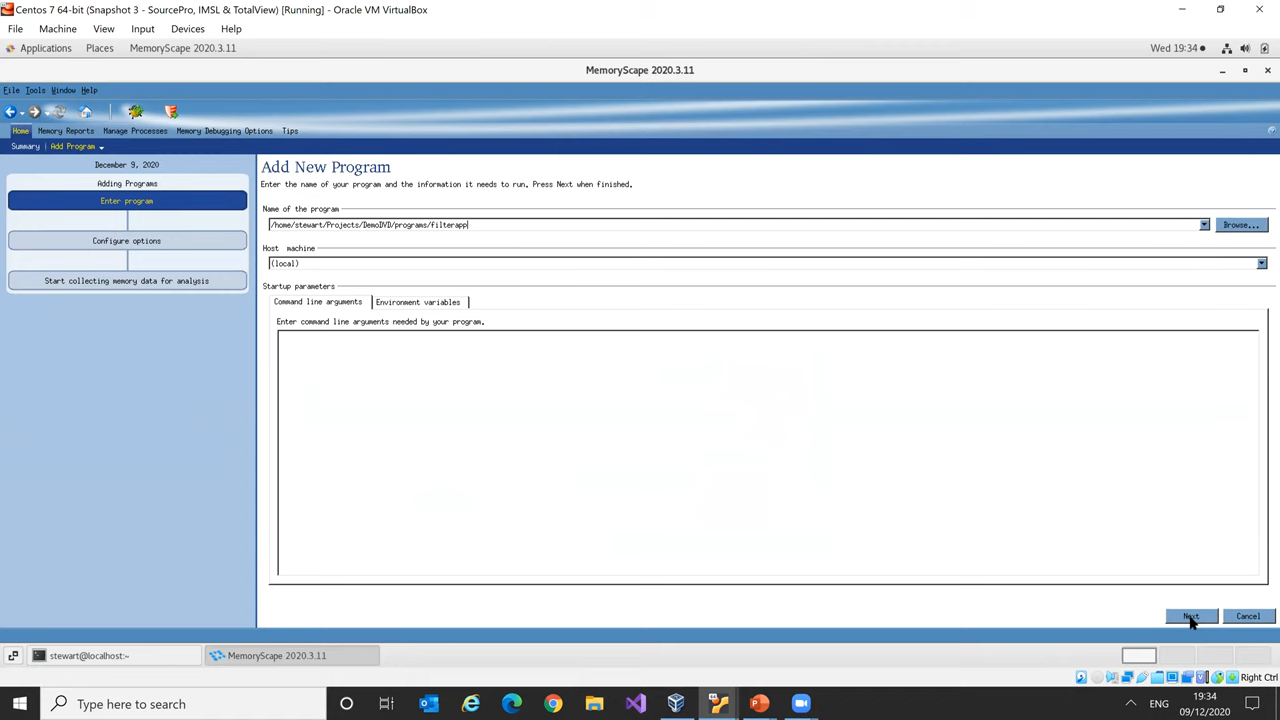 Centos 7 64-bit (Snapshot 3 - SourcePro, IMSL & TotalView) [Running] - Oracle VM VirtualBox
File Machine View Input Devices Help
Applications Places MemoryScape 2020.3.11 Wed 19:34
MemoryScape 2020.3.11
File Tools Window Help
Home Memory Reports Manage Processes Memory Debugging Options Tips
Summary | Add Program
December 9, 2020
Adding Programs
Enter program
Configure options
Start collecting memory data for analysis
Add New Program
Enter the name of your program and the information it needs to run. Press Next when finished.
Name of the program
/home/stewart/Projects/DemoDVD/programs/filterapp
Browse...
Host machine
(local)
Startup parameters
Command line arguments Environment variables
Enter command line arguments needed by your program.
Next Cancel
stewart@localhost:~ MemoryScape 2020.3.11
Right Ctrl
Type here to search
ENG
19:34
09/12/2020